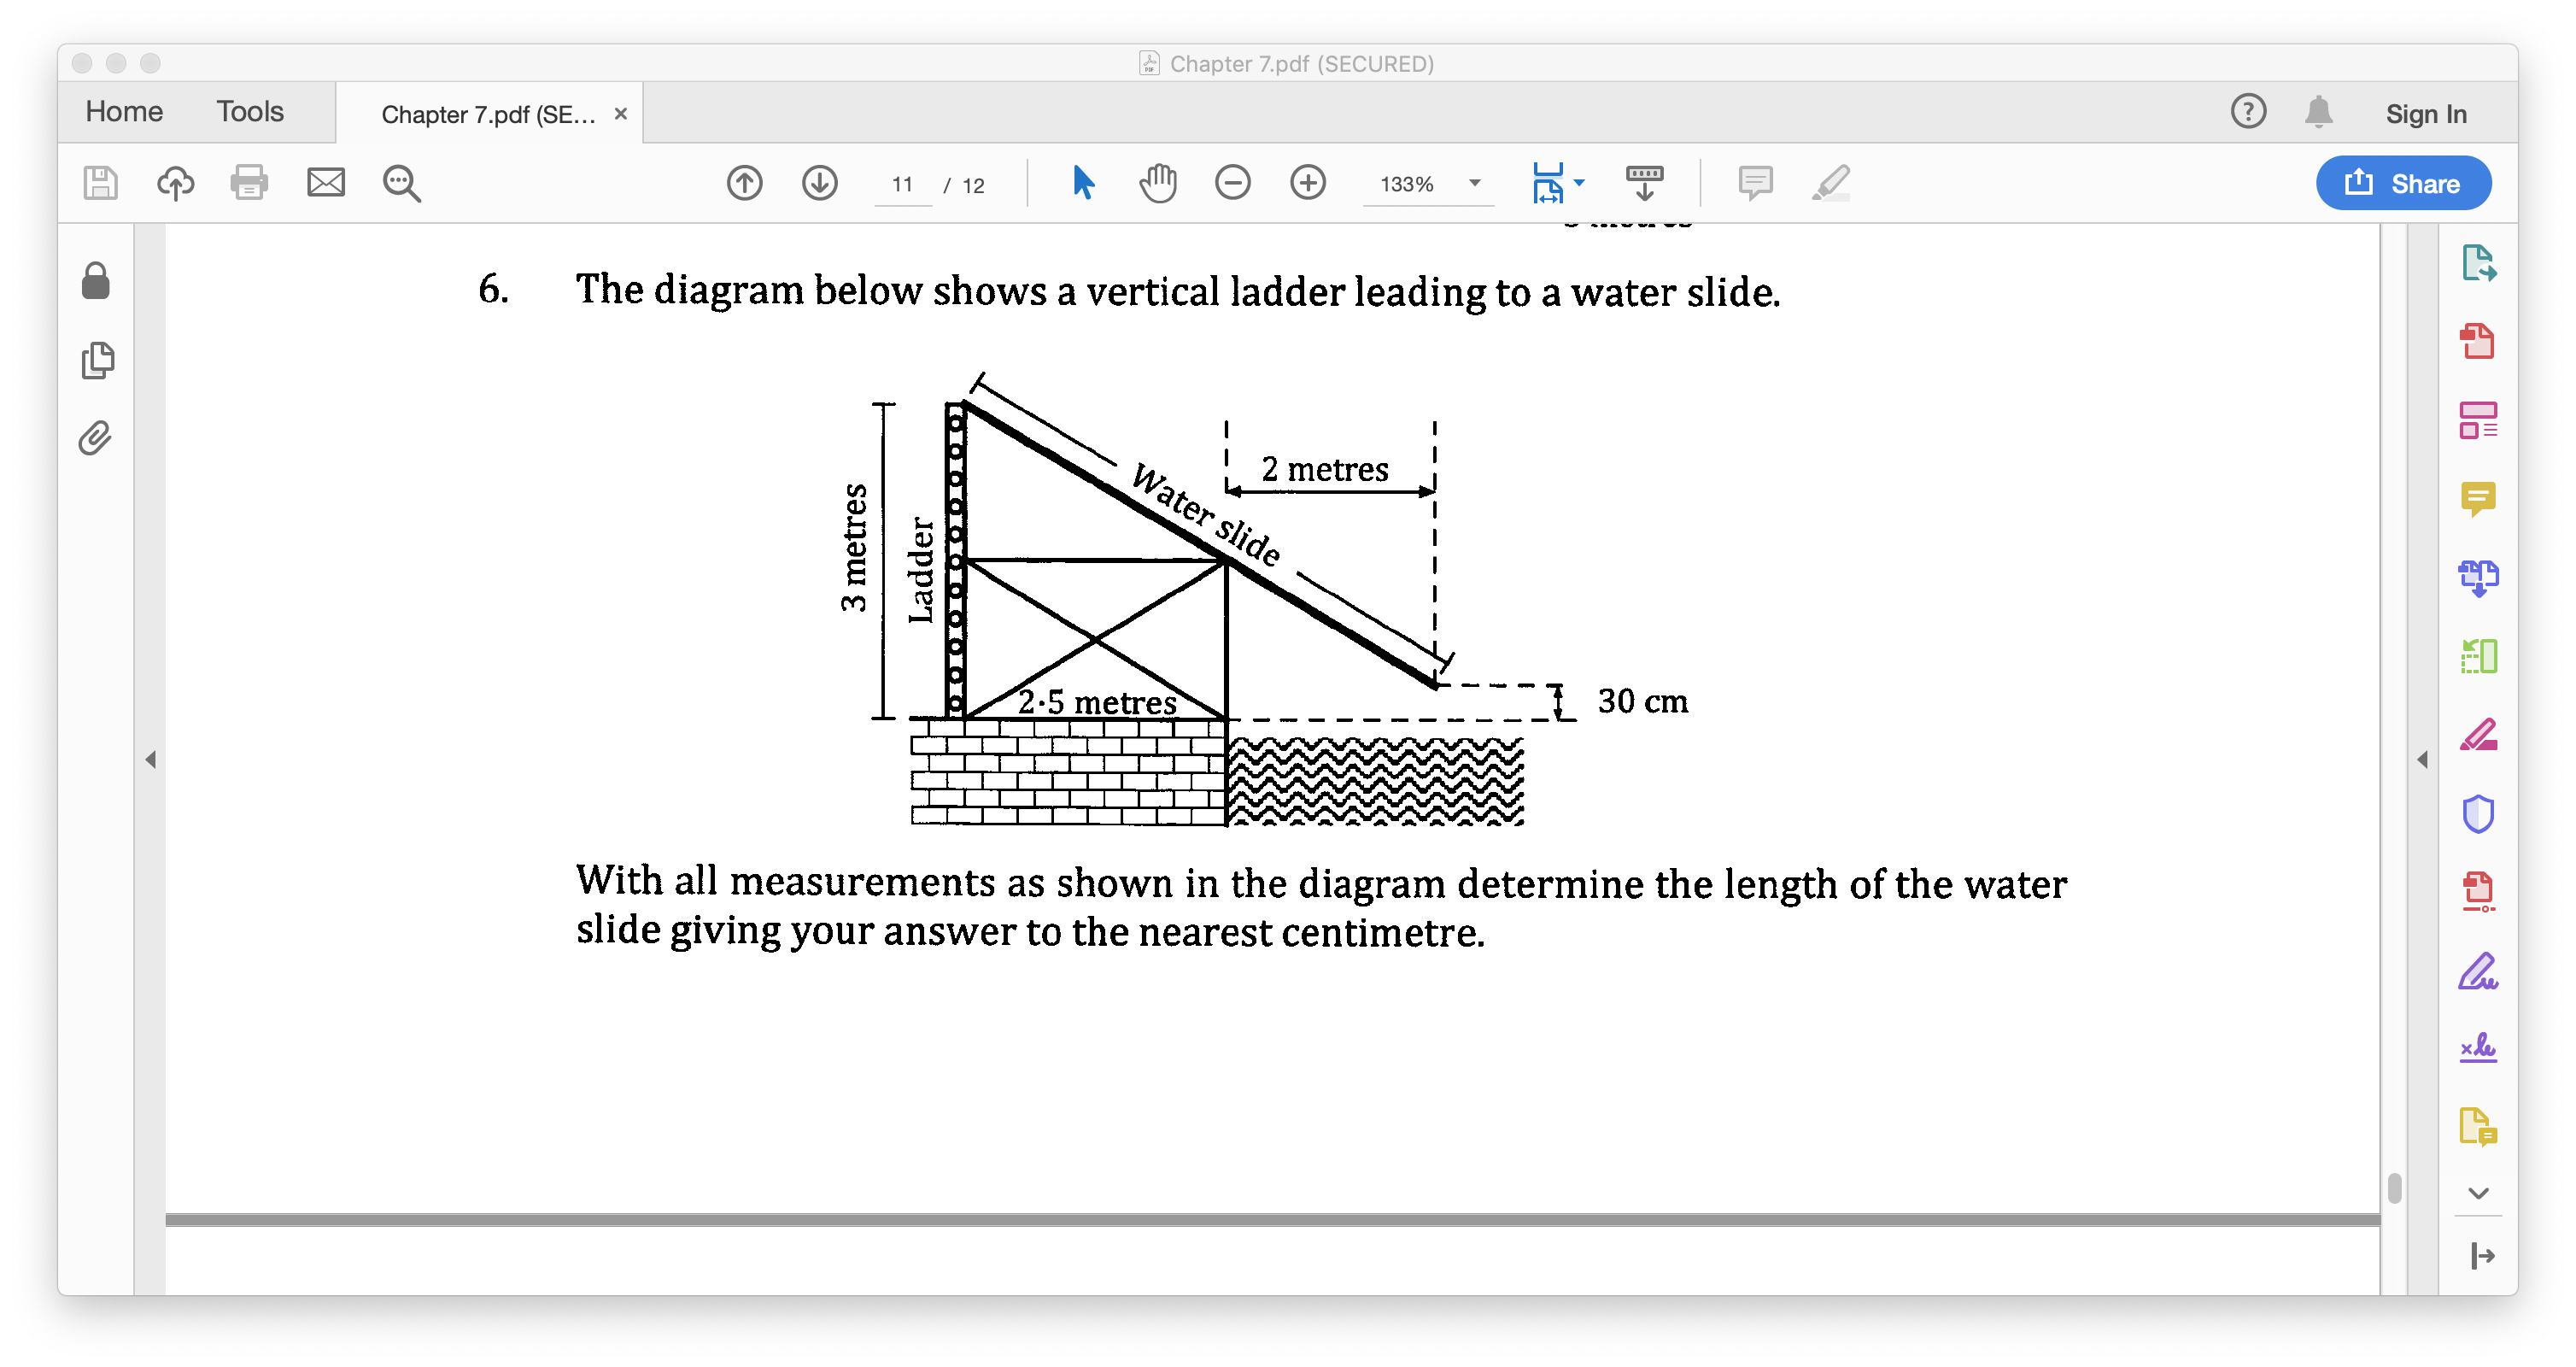 Chapter 7.pdf (SECURED)
Home Tools Chapter 7.pdf (SE... × Sign In
11 / 12 133% Share
6. The diagram below shows a vertical ladder leading to a water slide.
2 metres
Water slide
3 metres
Ladder
2·5 metres
30 cm
With all measurements as shown in the diagram determine the length of the water
slide giving your answer to the nearest centimetre.